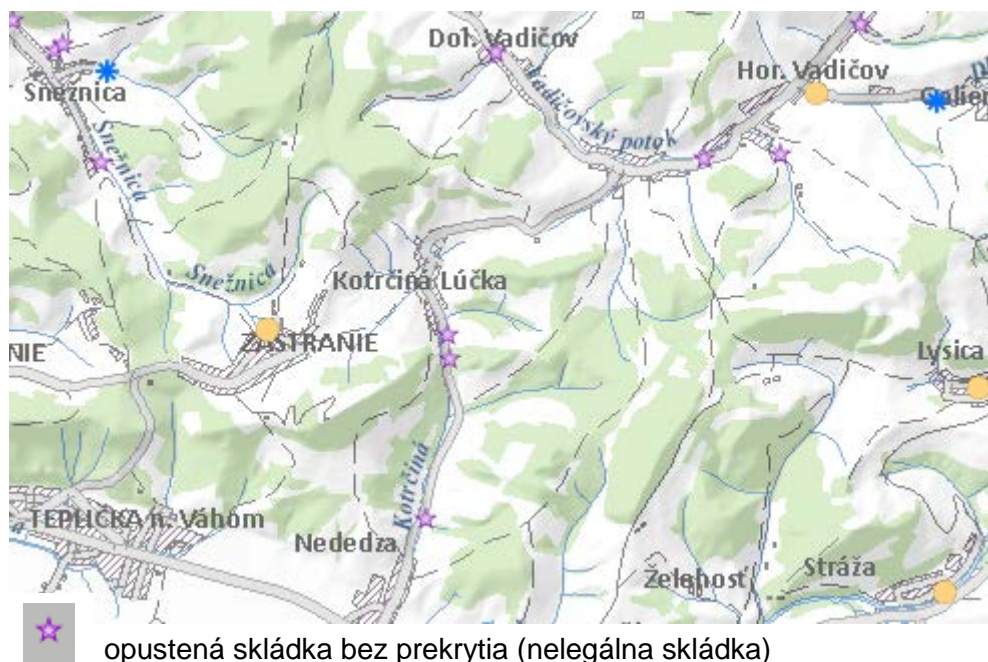 Dol. Vadičov
Hor. Vadičov
Snežnica
Vadičovský potok
Snežnica
Snežnica
Kotrčiná Lúčka
ZÁSTRANIE
NIE
Lysica
Kotrčiná
TEPLIČKA n. Váhom
Nededza
Stráža
opustená skládka bez prekrytia (nelegálna skládka)